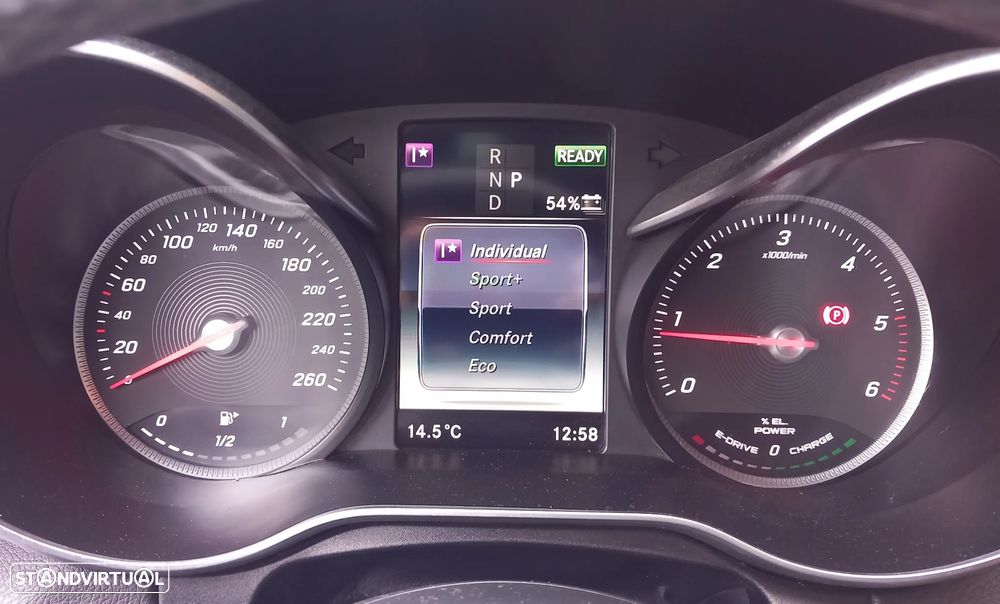 0
20
40
60
80
100
120
140
160
180
200
220
240
260
km/h
0 1
1/2
R
N P
D
READY
54%
Individual
Sport+
Sport
Comfort
Eco
14.5°C 12:58
0
1
2
3
4
5
6
x1000/min
P
% EL.
POWER
E-DRIVE 0 CHARGE
STANDVIRTUAL